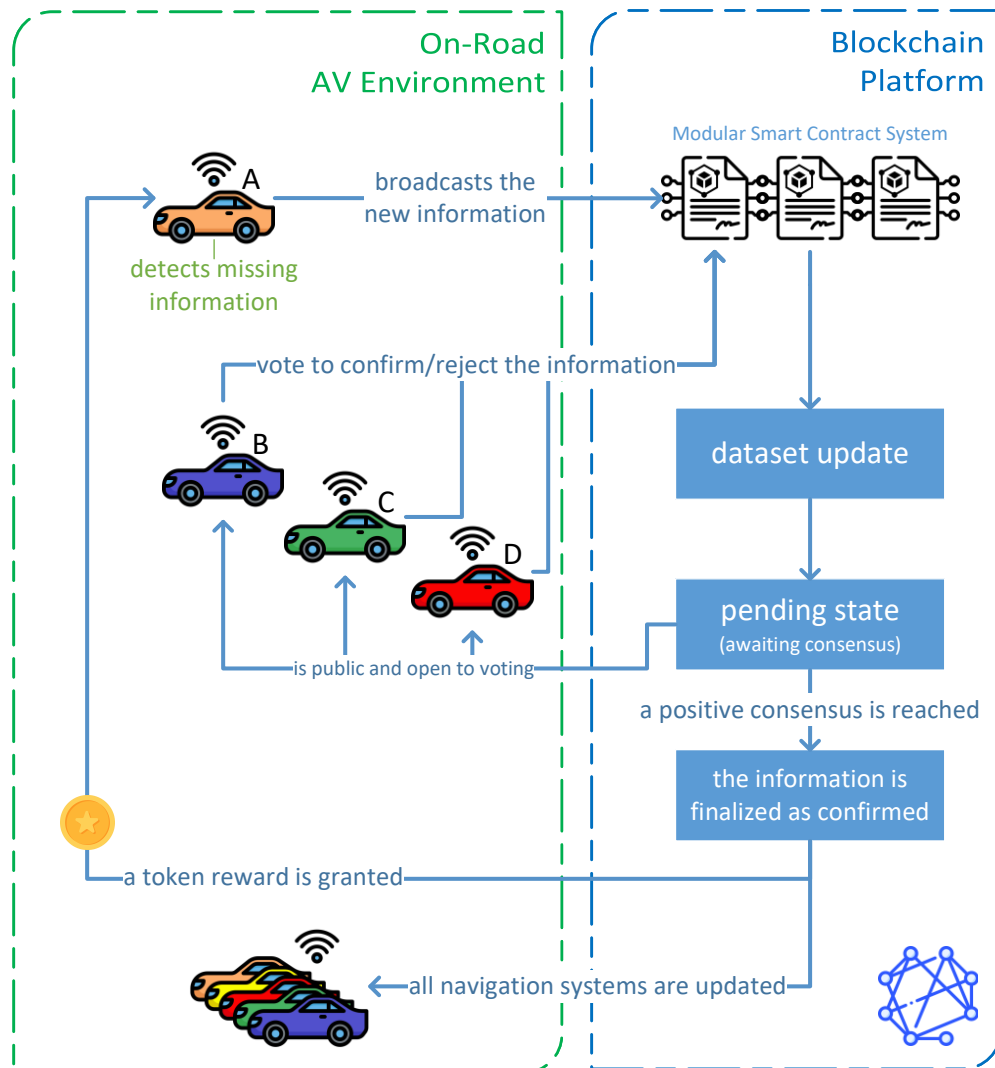 On-Road
AV Environment
Blockchain
Platform
Modular Smart Contract System
A
broadcasts the
new information
detects missing
information
vote to confirm/reject the information
B
C
D
dataset update
pending state
(awaiting consensus)
is public and open to voting
a positive consensus is reached
the information is
finalized as confirmed
a token reward is granted
all navigation systems are updated